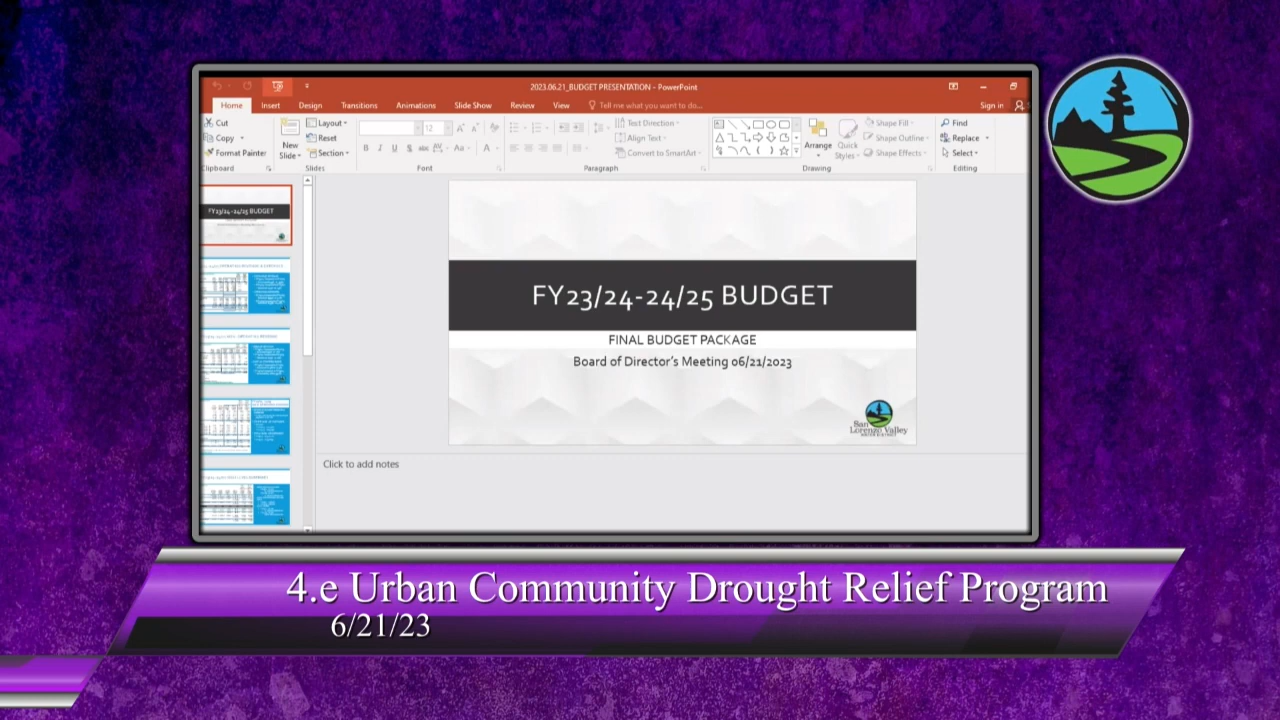 2023.06.21_BUDGET PRESENTATION - PowerPoint
Home Insert Design Transitions Animations Slide Show Review View Tell me what you want to do... Sign in
Cut
Copy
Format Painter
Clipboard
New
Slide
Layout
Reset
Section
Slides
12
Font
Text Direction
Align Text
Convert to SmartArt
Paragraph
Arrange
Quick
Styles
Shape Fill
Shape Outline
Shape Effects
Drawing
Find
Replace
Select
Editing
FY23/24-24/25 BUDGET
FY23/24-24/25 BUDGET
FINAL BUDGET PACKAGE
Board of Director's Meeting 06/21/2023
San
Lorenzo Valley
WATER DISTRICT
Click to add notes
4.e Urban Community Drought Relief Program
6/21/23